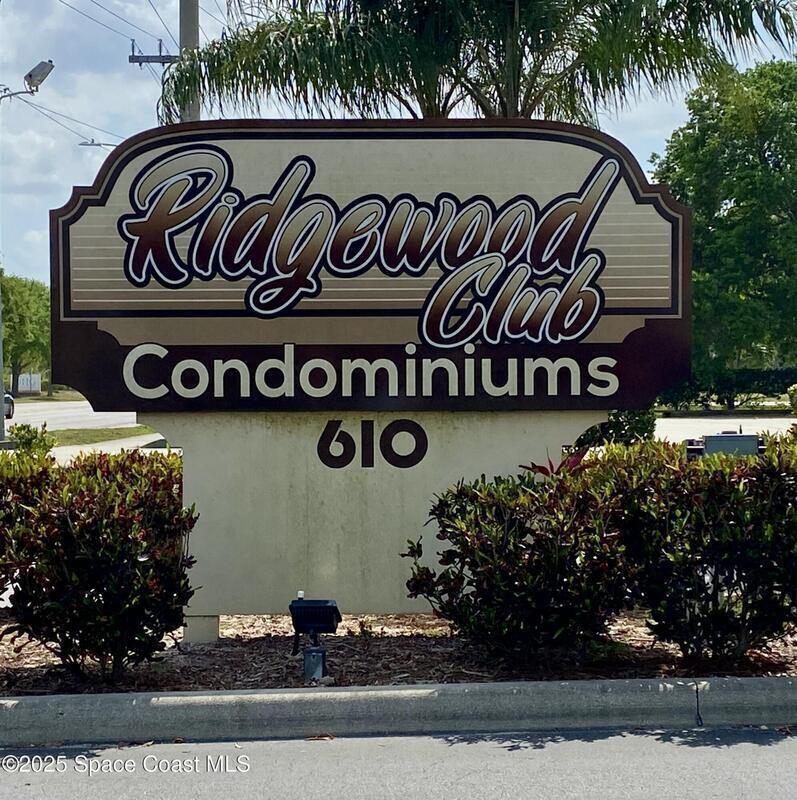 Ridgewood
Club
Condominiums
610
©2025 Space Coast MLS